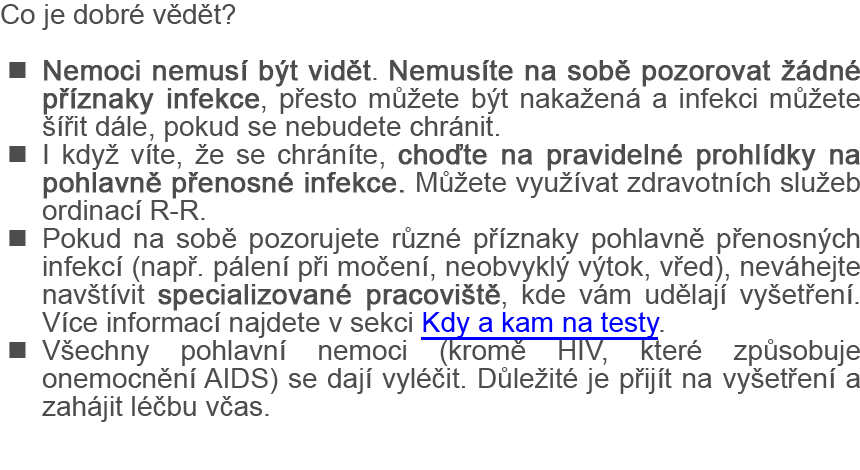 Co je dobré vědět?
■ Nemoci nemusí být vidět. Nemusíte na sobě pozorovat žádné
příznaky infekce, přesto můžete být nakažená a infekci můžete
šířit dále, pokud se nebudete chránit.
■ I když víte, že se chráníte, choďte na pravidelné prohlídky na
pohlavně přenosné infekce. Můžete využívat zdravotních služeb
ordinací R-R.
■ Pokud na sobě pozorujete různé příznaky pohlavně přenosných
infekcí (např. pálení při močení, neobvyklý výtok, vřed), neváhejte
navštívit specializované pracoviště, kde vám udělají vyšetření.
Více informací najdete v sekci Kdy a kam na testy.
■ Všechny pohlavní nemoci (kromě HIV, které způsobuje
onemocnění AIDS) se dají vyléčit. Důležité je přijít na vyšetření a
zahájit léčbu včas.